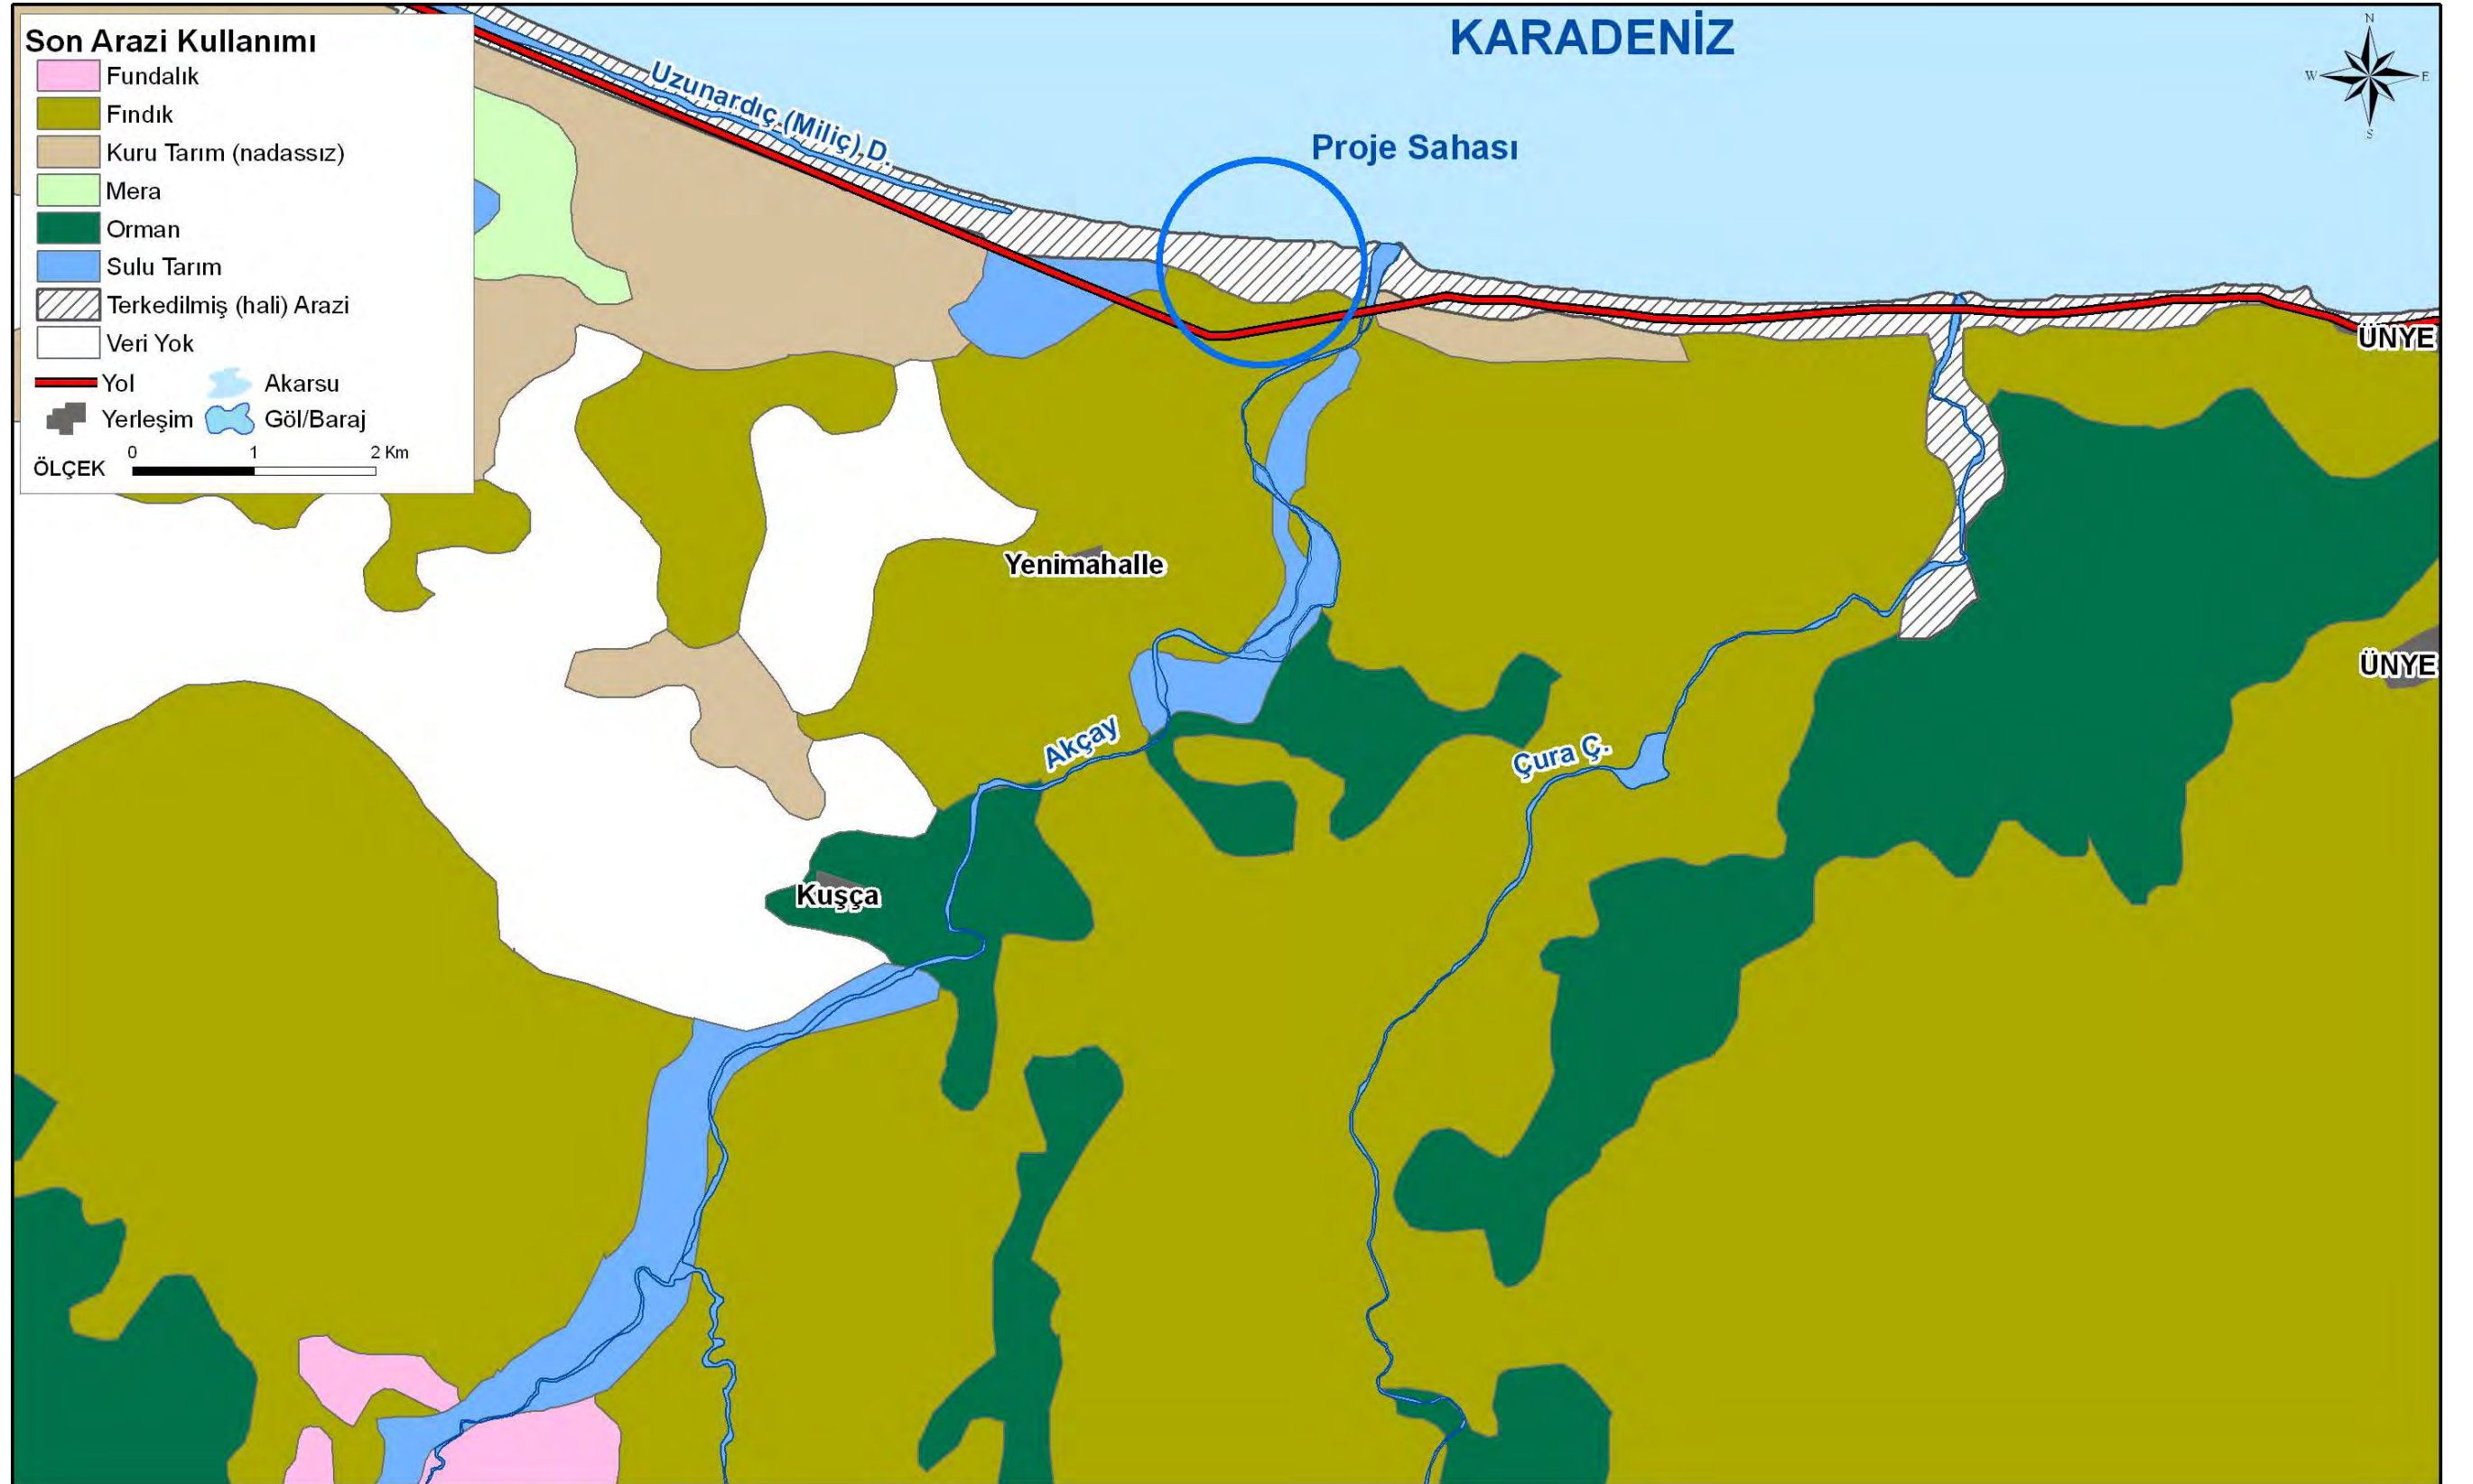 Son Arazi Kullanımı
Fundalık
Fındık
Kuru Tarım (nadassız)
Mera
Orman
Sulu Tarım
Terkedilmiş (hali) Arazi
Veri Yok
Yol
Akarsu
Yerleşim
Göl/Baraj
ÖLÇEK
0 1 2 Km
KARADENİZ
N
W E
S
Uzunardıç (Miliç) D.
Proje Sahası
ÜNYE
Yenimahalle
ÜNYE
Akçay
Çura Ç.
Kuşça